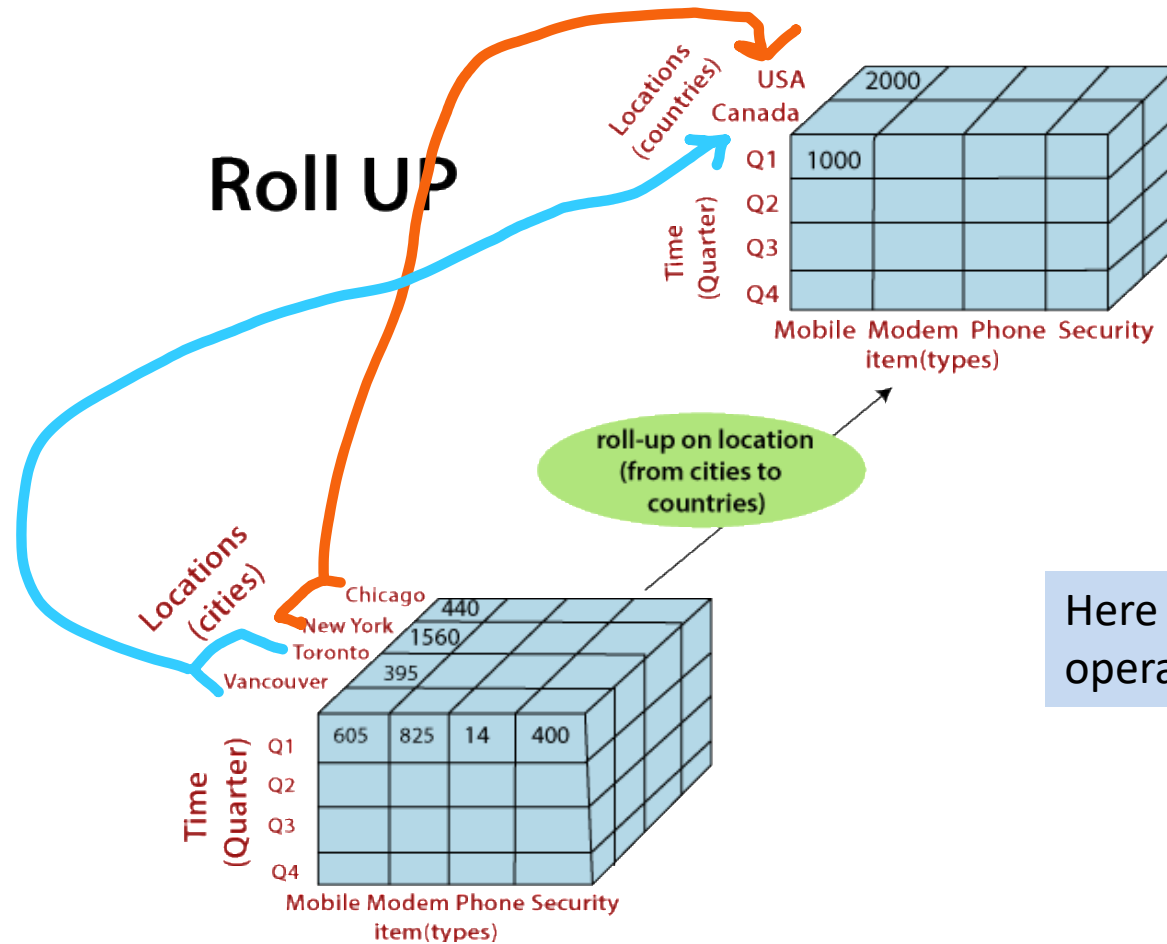 Roll UP
Locations
(countries)
USA
Canada
2000
1000
Time
(Quarter)
Q1
Q2
Q3
Q4
Mobile Modem Phone Security
item(types)
roll-up on location
(from cities to
countries)
Locations
(cities)
Chicago
New York
Toronto
Vancouver
440
1560
395
605 825 14 400
Time
(Quarter)
Q1
Q2
Q3
Q4
Mobile Modem Phone Security
item(types)
Here
opera